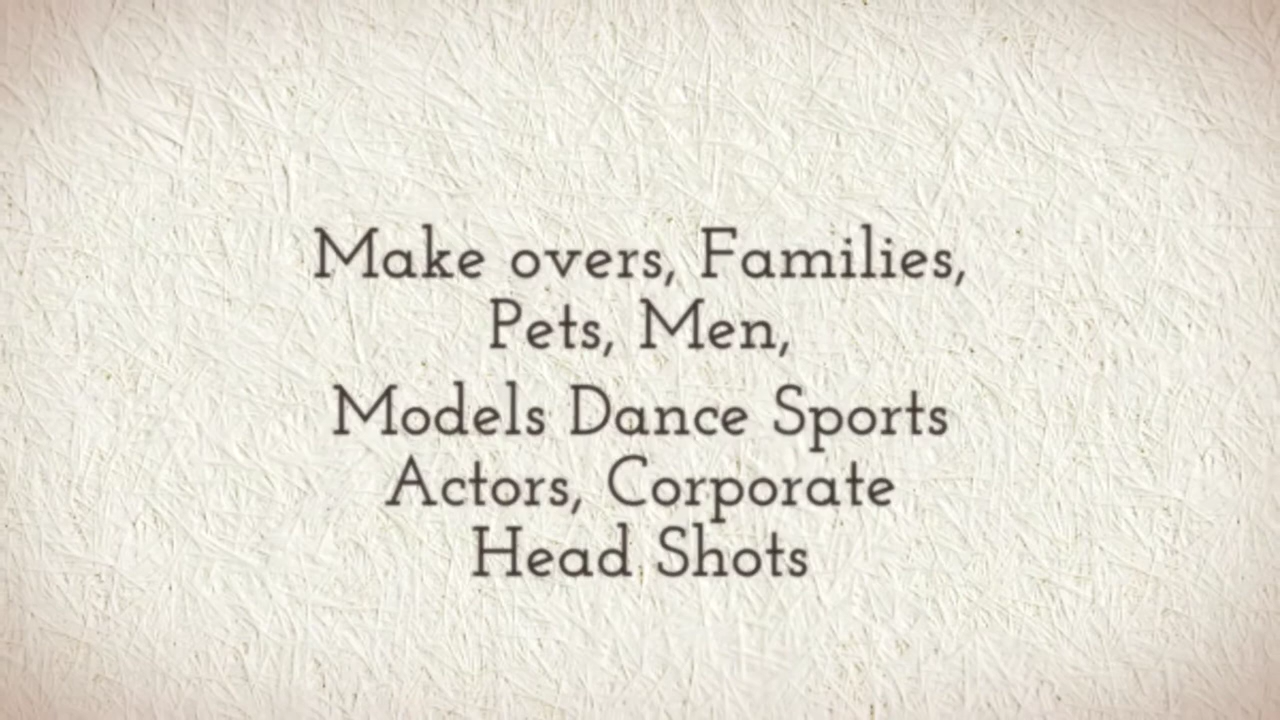 Make overs, Families,
Pets, Men,
Models Dance Sports
Actors, Corporate
Head Shots